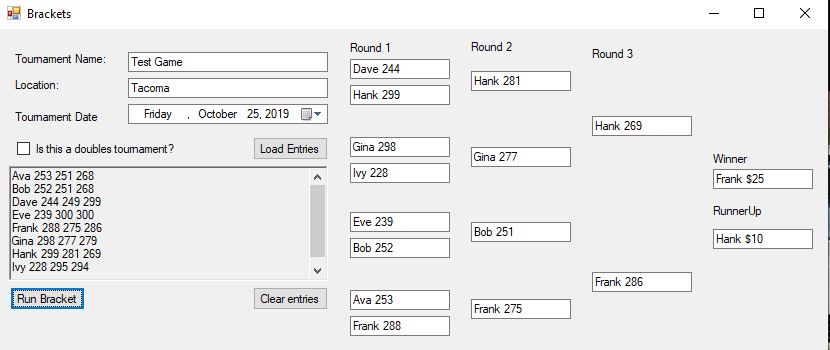 Brackets
Tournament Name:
Test Game
Location:
Tacoma
Tournament Date
Friday , October 25, 2019
Is this a doubles tournament?
Load Entries
Ava 253 251 268
Bob 252 251 268
Dave 244 249 299
Eve 239 300 300
Frank 288 275 286
Gina 298 277 279
Hank 299 281 269
Ivy 228 295 294
Run Bracket
Clear entries
Round 1
Dave 244
Hank 299
Gina 298
Ivy 228
Eve 239
Bob 252
Ava 253
Frank 288
Round 2
Hank 281
Gina 277
Bob 251
Frank 275
Round 3
Hank 269
Frank 286
Winner
Frank $25
RunnerUp
Hank $10